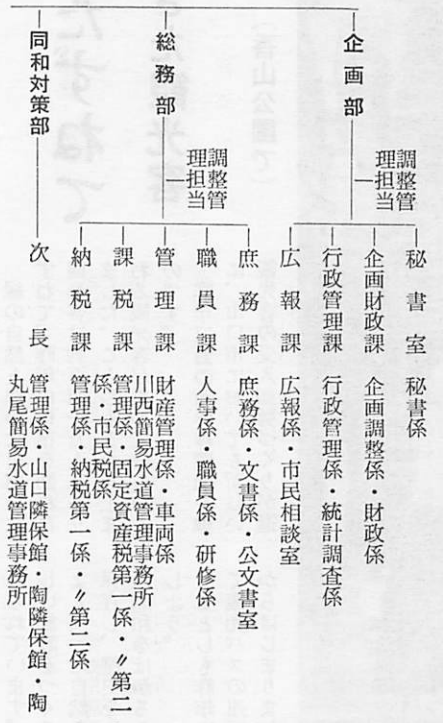 企画部
調整管
理担当
秘書室 秘書係
企画財政課 企画調整係・財政係
行政管理課 行政管理係・統計調査係
広報課 広報係・市民相談室
総務部
調整管
理担当
庶務課 庶務係・文書係・公文書室
職員課 人事係・職員係・研修係
管理課 財産管理係・車両係
川西簡易水道管理事務所
課税課 管理係・固定資産税第一係・〃第二
係・市民税係
納税課 管理係・納税第一係・〃第二係
同和対策部
次長 管理係・山口隣保館・陶隣保館・陶
丸尾簡易水道管理事務所